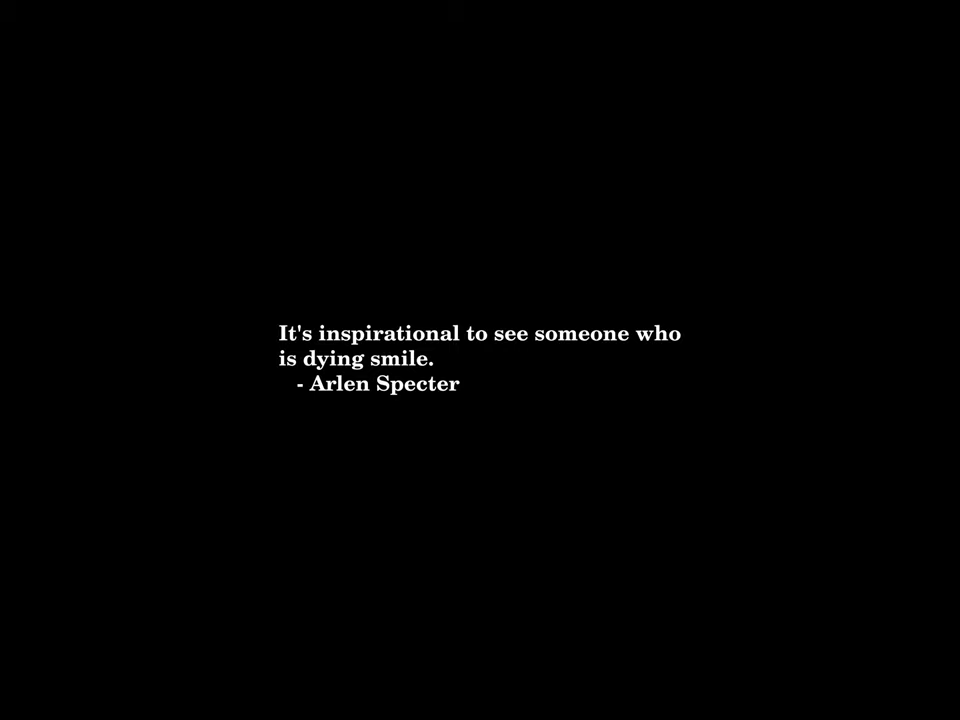 It's inspirational to see someone who
is dying smile.
- Arlen Specter